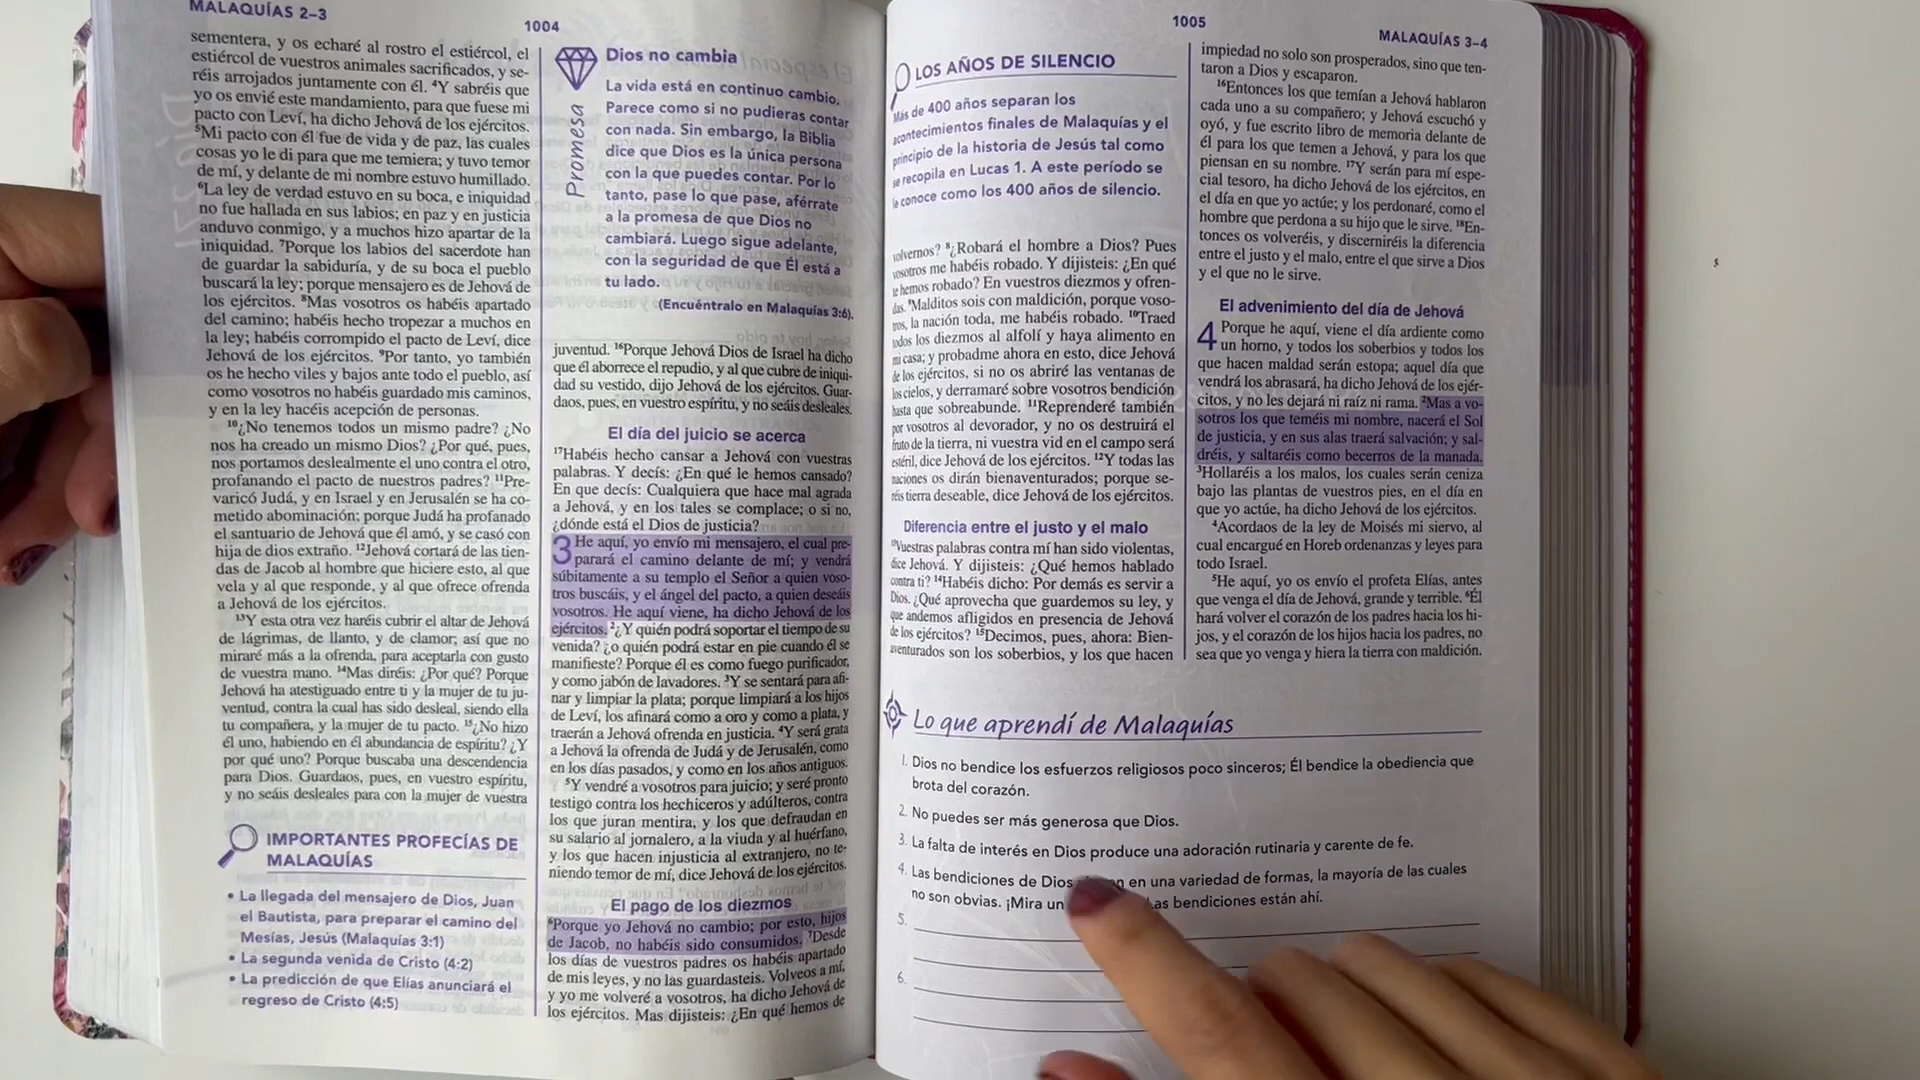 MALAQUÍAS 2–3
1004
sementera, y os echaré al rostro el estiércol, el
estiércol de vuestros animales sacrificados, y se-
réis arrojados juntamente con él. ⁴Y sabréis que
yo os envié este mandamiento, para que fuese mi
pacto con Leví, ha dicho Jehová de los ejércitos.
⁵Mi pacto con él fue de vida y de paz, las cuales
cosas yo le di para que me temiera; y tuvo temor
de mí, y delante de mi nombre estuvo humillado.
⁶La ley de verdad estuvo en su boca, e iniquidad
no fue hallada en sus labios; en paz y en justicia
anduvo conmigo, y a muchos hizo apartar de la
iniquidad. ⁷Porque los labios del sacerdote han
de guardar la sabiduría, y de su boca el pueblo
buscará la ley; porque mensajero es de Jehová de
los ejércitos. ⁸Mas vosotros os habéis apartado
del camino; habéis hecho tropezar a muchos en
la ley; habéis corrompido el pacto de Leví, dice
Jehová de los ejércitos. ⁹Por tanto, yo también
os he hecho viles y bajos ante todo el pueblo, así
como vosotros no habéis guardado mis caminos,
y en la ley hacéis acepción de personas.
¹⁰¿No tenemos todos un mismo padre? ¿No
nos ha creado un mismo Dios? ¿Por qué, pues,
nos portamos deslealmente el uno contra el otro,
profanando el pacto de nuestros padres? ¹¹Pre-
varicó Judá, y en Israel y en Jerusalén se ha co-
metido abominación; porque Judá ha profanado
el santuario de Jehová que él amó, y se casó con
hija de dios extraño. ¹²Jehová cortará de las tien-
das de Jacob al hombre que hiciere esto, al que
vela y al que responde, y al que ofrece ofrenda
a Jehová de los ejércitos.
¹³Y esta otra vez haréis cubrir el altar de Jehová
de lágrimas, de llanto, y de clamor; así que no
miraré más a la ofrenda, para aceptarla con gusto
de vuestra mano. ¹⁴Mas diréis: ¿Por qué? Porque
Jehová ha atestiguado entre ti y la mujer de tu ju-
ventud, contra la cual has sido desleal, siendo ella
tu compañera, y la mujer de tu pacto. ¹⁵¿No hizo
él uno, habiendo en él abundancia de espíritu? ¿Y
por qué uno? Porque buscaba una descendencia
para Dios. Guardaos, pues, en vuestro espíritu,
y no seáis desleales para con la mujer de vuestra
IMPORTANTES PROFECÍAS DE
MALAQUÍAS
• La llegada del mensajero de Dios, Juan
el Bautista, para preparar el camino del
Mesías, Jesús (Malaquías 3:1)
• La segunda venida de Cristo (4:2)
• La predicción de que Elías anunciará el
regreso de Cristo (4:5)
Promesa
Dios no cambia
La vida está en continuo cambio.
Parece como si no pudieras contar
con nada. Sin embargo, la Biblia
dice que Dios es la única persona
con la que puedes contar. Por lo
tanto, pase lo que pase, aférrate
a la promesa de que Dios no
cambiará. Luego sigue adelante,
con la seguridad de que Él está a
tu lado.
(Encuéntralo en Malaquías 3:6).
juventud. ¹⁶Porque Jehová Dios de Israel ha dicho
que él aborrece el repudio, y al que cubre de iniqui-
dad su vestido, dijo Jehová de los ejércitos. Guar-
daos, pues, en vuestro espíritu, y no seáis desleales.
El día del juicio se acerca
¹⁷Habéis hecho cansar a Jehová con vuestras
palabras. Y decís: ¿En qué le hemos cansado?
En que decís: Cualquiera que hace mal agrada
a Jehová, y en los tales se complace; o si no,
¿dónde está el Dios de justicia?
3 He aquí, yo envío mi mensajero, el cual pre-
parará el camino delante de mí; y vendrá
súbitamente a su templo el Señor a quien voso-
tros buscáis, y el ángel del pacto, a quien deseáis
vosotros. He aquí viene, ha dicho Jehová de los
ejércitos. ²¿Y quién podrá soportar el tiempo de su
venida? ¿o quién podrá estar en pie cuando él se
manifieste? Porque él es como fuego purificador,
y como jabón de lavadores. ³Y se sentará para afi-
nar y limpiar la plata; porque limpiará a los hijos
de Leví, los afinará como a oro y como a plata, y
traerán a Jehová ofrenda en justicia. ⁴Y será grata
a Jehová la ofrenda de Judá y de Jerusalén, como
en los días pasados, y como en los años antiguos.
⁵Y vendré a vosotros para juicio; y seré pronto
testigo contra los hechiceros y adúlteros, contra
los que juran mentira, y los que defraudan en
su salario al jornalero, a la viuda y al huérfano,
y los que hacen injusticia al extranjero, no te-
niendo temor de mí, dice Jehová de los ejércitos.
El pago de los diezmos
⁶Porque yo Jehová no cambio; por esto, hijos
de Jacob, no habéis sido consumidos. ⁷Desde
los días de vuestros padres os habéis apartado
de mis leyes, y no las guardasteis. Volveos a mí,
y yo me volveré a vosotros, ha dicho Jehová de
los ejércitos. Mas dijisteis: ¿En qué hemos de
1005
MALAQUÍAS 3–4
LOS AÑOS DE SILENCIO
Más de 400 años separan los
acontecimientos finales de Malaquías y el
principio de la historia de Jesús tal como
se recopila en Lucas 1. A este período se
le conoce como los 400 años de silencio.
volvernos? ⁸¿Robará el hombre a Dios? Pues
vosotros me habéis robado. Y dijisteis: ¿En qué
te hemos robado? En vuestros diezmos y ofren-
das. ⁹Malditos sois con maldición, porque voso-
tros, la nación toda, me habéis robado. ¹⁰Traed
todos los diezmos al alfolí y haya alimento en
mi casa; y probadme ahora en esto, dice Jehová
de los ejércitos, si no os abriré las ventanas de
los cielos, y derramaré sobre vosotros bendición
hasta que sobreabunde. ¹¹Reprenderé también
por vosotros al devorador, y no os destruirá el
fruto de la tierra, ni vuestra vid en el campo será
estéril, dice Jehová de los ejércitos. ¹²Y todas las
naciones os dirán bienaventurados; porque se-
réis tierra deseable, dice Jehová de los ejércitos.
Diferencia entre el justo y el malo
¹³Vuestras palabras contra mí han sido violentas,
dice Jehová. Y dijisteis: ¿Qué hemos hablado
contra ti? ¹⁴Habéis dicho: Por demás es servir a
Dios. ¿Qué aprovecha que guardemos su ley, y
que andemos afligidos en presencia de Jehová
de los ejércitos? ¹⁵Decimos, pues, ahora: Bien-
aventurados son los soberbios, y los que hacen
impiedad no solo son prosperados, sino que ten-
taron a Dios y escaparon.
¹⁶Entonces los que temían a Jehová hablaron
cada uno a su compañero; y Jehová escuchó y
oyó, y fue escrito libro de memoria delante de
él para los que temen a Jehová, y para los que
piensan en su nombre. ¹⁷Y serán para mí espe-
cial tesoro, ha dicho Jehová de los ejércitos, en
el día en que yo actúe; y los perdonaré, como el
hombre que perdona a su hijo que le sirve. ¹⁸En-
tonces os volveréis, y discerniréis la diferencia
entre el justo y el malo, entre el que sirve a Dios
y el que no le sirve.
El advenimiento del día de Jehová
4 Porque he aquí, viene el día ardiente como
un horno, y todos los soberbios y todos los
que hacen maldad serán estopa; aquel día que
vendrá los abrasará, ha dicho Jehová de los ejér-
citos, y no les dejará ni raíz ni rama. ²Mas a vo-
sotros los que teméis mi nombre, nacerá el Sol
de justicia, y en sus alas traerá salvación; y sal-
dréis, y saltaréis como becerros de la manada.
³Hollaréis a los malos, los cuales serán ceniza
bajo las plantas de vuestros pies, en el día en
que yo actúe, ha dicho Jehová de los ejércitos.
⁴Acordaos de la ley de Moisés mi siervo, al
cual encargué en Horeb ordenanzas y leyes para
todo Israel.
⁵He aquí, yo os envío el profeta Elías, antes
que venga el día de Jehová, grande y terrible. ⁶Él
hará volver el corazón de los padres hacia los hi-
jos, y el corazón de los hijos hacia los padres, no
sea que yo venga y hiera la tierra con maldición.
Lo que aprendí de Malaquías
1. Dios no bendice los esfuerzos religiosos poco sinceros; Él bendice la obediencia que
brota del corazón.
2. No puedes ser más generosa que Dios.
3. La falta de interés en Dios produce una adoración rutinaria y carente de fe.
4. Las bendiciones de Dios en una variedad de formas, la mayoría de las cuales
no son obvias. ¡Mira bendiciones están ahí.
5.
6.